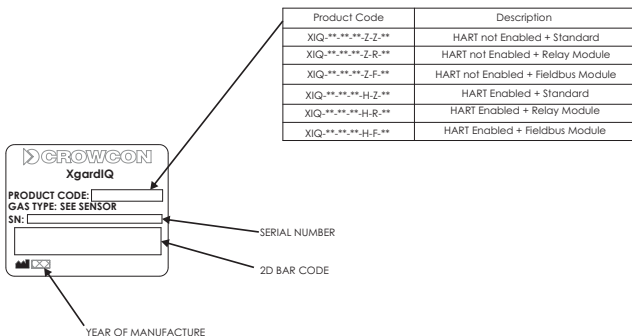 Product Code Description
XIQ-**-**-**-Z-Z-** HART not Enabled + Standard
XIQ-**-**-**-Z-R-** HART not Enabled + Relay Module
XIQ-**-**-**-Z-F-** HART not Enabled + Fieldbus Module
XIQ-**-**-**-H-Z-** HART Enabled + Standard
XIQ-**-**-**-H-R-** HART Enabled + Relay Module
XIQ-**-**-**-H-F-** HART Enabled + Fieldbus Module
CROWCON
XgardIQ
PRODUCT CODE:
GAS TYPE: SEE SENSOR
SN:
SERIAL NUMBER
2D BAR CODE
YEAR OF MANUFACTURE